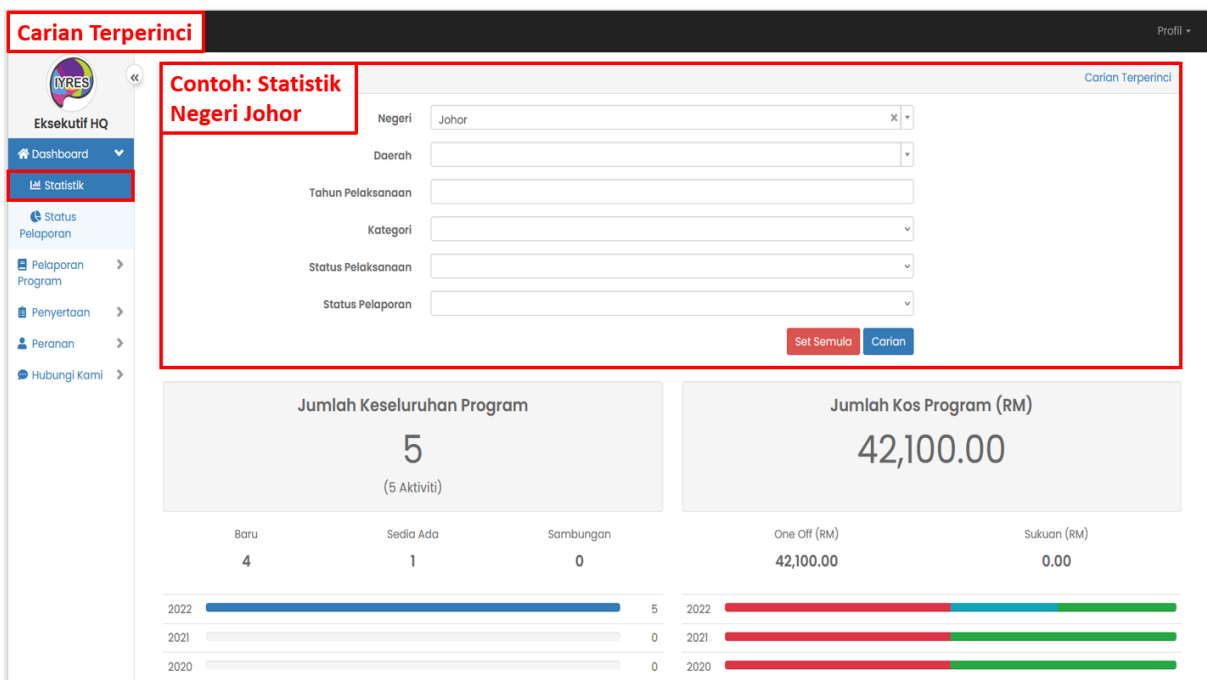 Carian Terperinci
Profil
IYRES
Eksekutif HQ
Dashboard
Statistik
Status
Pelaporan
Pelaporan
Program
Penyertaan
Peranan
Hubungi Kami
Contoh: Statistik
Negeri Johor
Carian Terperinci
Negeri Johor
Daerah
Tahun Pelaksanaan
Kategori
Status Pelaksanaan
Status Pelaporan
Set Semula Carian
Jumlah Keseluruhan Program
5
(5 Aktiviti)
Baru Sedia Ada Sambungan
4 1 0
2022 5
2021 0
2020 0
Jumlah Kos Program (RM)
42,100.00
One Off (RM) Sukuan (RM)
42,100.00 0.00
2022
2021
2020